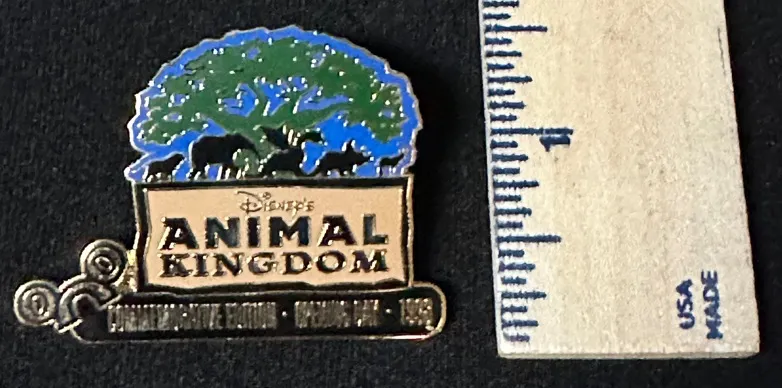 Disney's
ANIMAL
KINGDOM
COMMEMORATIVE EDITION · OPENING DAY · 1998
1
USA
MADE